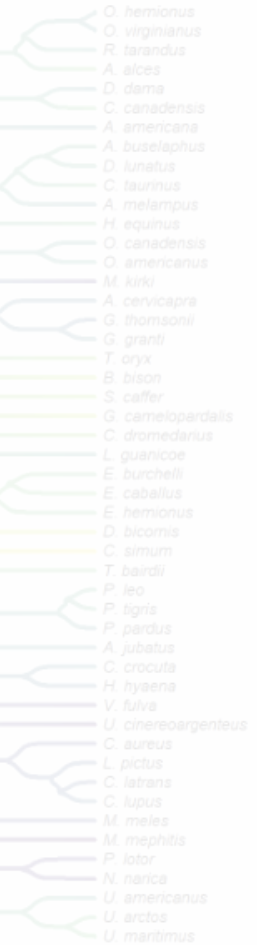 O. hemionus
O. virginianus
R. tarandus
A. alces
D. dama
C. canadensis
A. americana
A. buselaphus
D. lunatus
C. taurinus
A. melampus
H. equinus
O. canadensis
O. americanus
M. kirki
A. cervicapra
G. thomsonii
G. granti
T. oryx
B. bison
S. caffer
G. camelopardalis
C. dromedarius
L. guanicoe
E. burchelli
E. caballus
E. hemionus
D. bicornis
C. simum
T. bairdii
P. leo
P. tigris
P. pardus
A. jubatus
C. crocuta
H. hyaena
V. fulva
U. cinereoargenteus
C. aureus
L. pictus
C. latrans
C. lupus
M. meles
M. mephitis
P. lotor
N. narica
U. americanus
U. arctos
U. maritimus